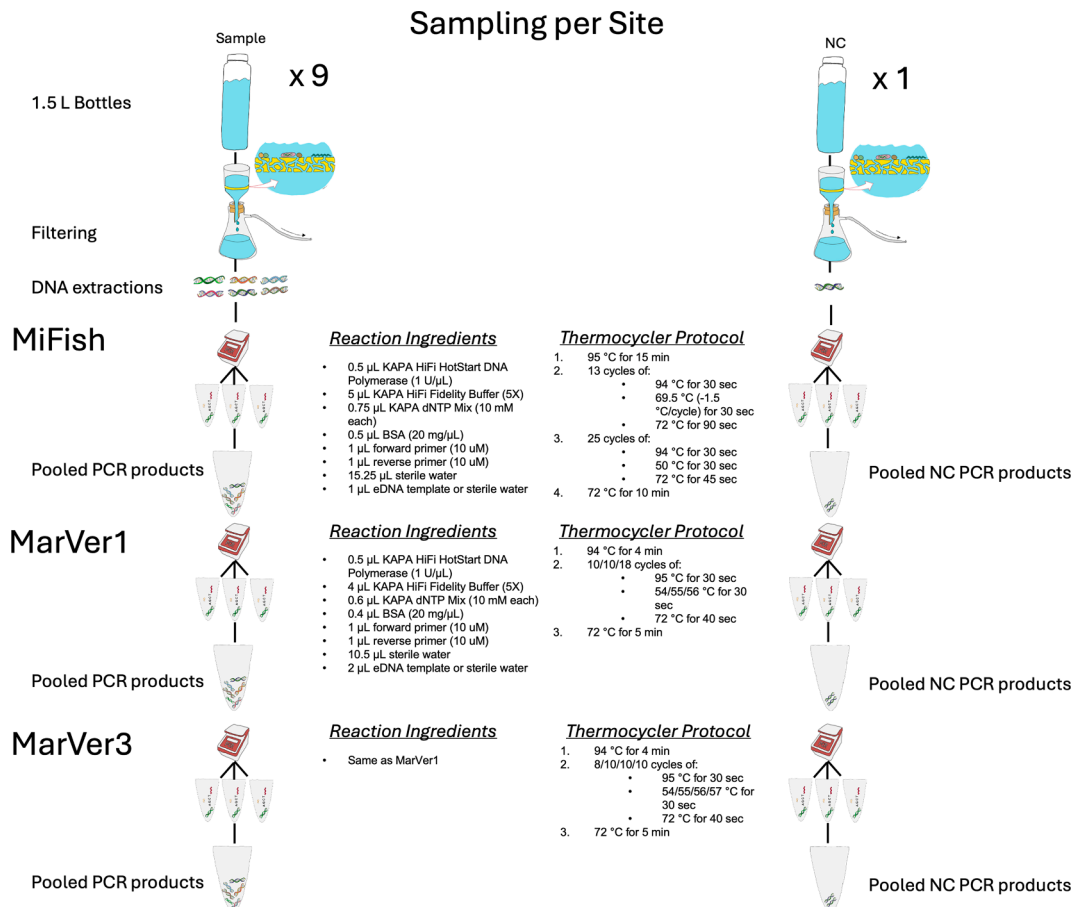 Sampling per Site
Sample
NC
x 9
x 1
1.5 L Bottles
Filtering
DNA extractions
MiFish
Reaction Ingredients
• 0.5 µL KAPA HiFi HotStart DNA
Polymerase (1 U/µL)
• 5 µL KAPA HiFi Fidelity Buffer (5X)
• 0.75 µL KAPA dNTP Mix (10 mM
each)
• 0.5 µL BSA (20 mg/µL)
• 1 µL forward primer (10 uM)
• 1 µL reverse primer (10 uM)
• 15.25 µL sterile water
• 1 µL eDNA template or sterile water
Thermocycler Protocol
1. 95 °C for 15 min
2. 13 cycles of:
• 94 °C for 30 sec
• 69.5 °C (-1.5
°C/cycle) for 30 sec
• 72 °C for 90 sec
3. 25 cycles of:
• 94 °C for 30 sec
• 50 °C for 30 sec
• 72 °C for 45 sec
4. 72 °C for 10 min
Pooled PCR products
Pooled NC PCR products
MarVer1
Reaction Ingredients
• 0.5 µL KAPA HiFi HotStart DNA
Polymerase (1 U/µL)
• 4 µL KAPA HiFi Fidelity Buffer (5X)
• 0.6 µL KAPA dNTP Mix (10 mM each)
• 0.4 µL BSA (20 mg/µL)
• 1 µL forward primer (10 uM)
• 1 µL reverse primer (10 uM)
• 10.5 µL sterile water
• 2 µL eDNA template or sterile water
Thermocycler Protocol
1. 94 °C for 4 min
2. 10/10/18 cycles of:
• 95 °C for 30 sec
• 54/55/56 °C for 30
sec
• 72 °C for 40 sec
3. 72 °C for 5 min
Pooled PCR products
Pooled NC PCR products
MarVer3
Reaction Ingredients
• Same as MarVer1
Thermocycler Protocol
1. 94 °C for 4 min
2. 8/10/10/10 cycles of:
• 95 °C for 30 sec
• 54/55/56/57 °C for
30 sec
• 72 °C for 40 sec
3. 72 °C for 5 min
Pooled PCR products
Pooled NC PCR products